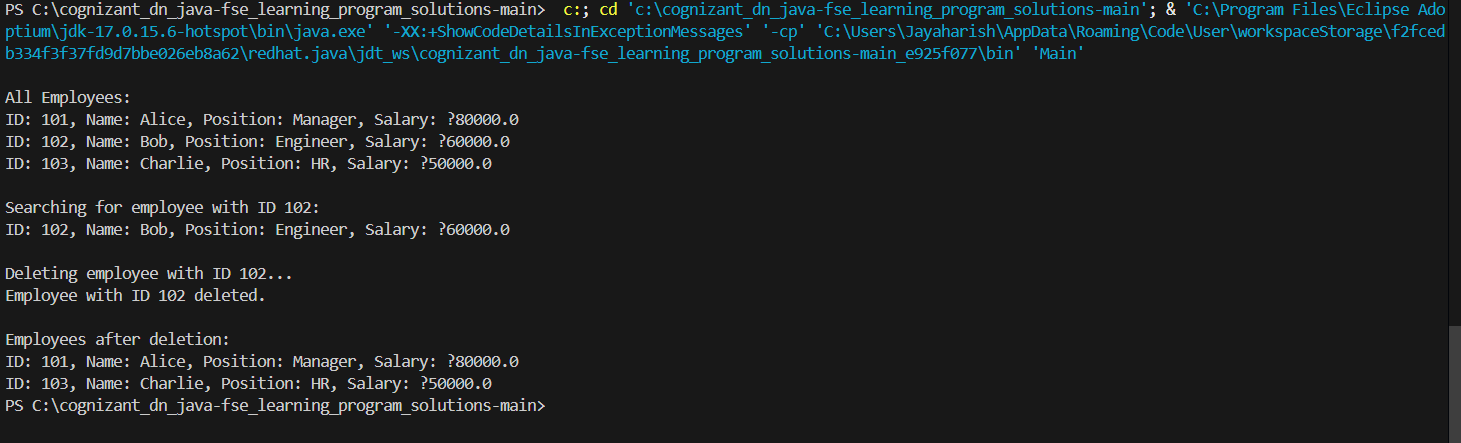 PS C:\cognizant_dn_java-fse_learning_program_solutions-main>  c:; cd 'c:\cognizant_dn_java-fse_learning_program_solutions-main'; & 'C:\Program Files\Eclipse Ado
ptium\jdk-17.0.15.6-hotspot\bin\java.exe' '-XX:+ShowCodeDetailsInExceptionMessages' '-cp' 'C:\Users\Jayaharish\AppData\Roaming\Code\User\workspaceStorage\f2fced
b334f3f37fd9d7bbe026eb8a62\redhat.java\jdt_ws\cognizant_dn_java-fse_learning_program_solutions-main_e925f077\bin' 'Main'
All Employees:
ID: 101, Name: Alice, Position: Manager, Salary: ?80000.0
ID: 102, Name: Bob, Position: Engineer, Salary: ?60000.0
ID: 103, Name: Charlie, Position: HR, Salary: ?50000.0
Searching for employee with ID 102:
ID: 102, Name: Bob, Position: Engineer, Salary: ?60000.0
Deleting employee with ID 102...
Employee with ID 102 deleted.
Employees after deletion:
ID: 101, Name: Alice, Position: Manager, Salary: ?80000.0
ID: 103, Name: Charlie, Position: HR, Salary: ?50000.0
PS C:\cognizant_dn_java-fse_learning_program_solutions-main>